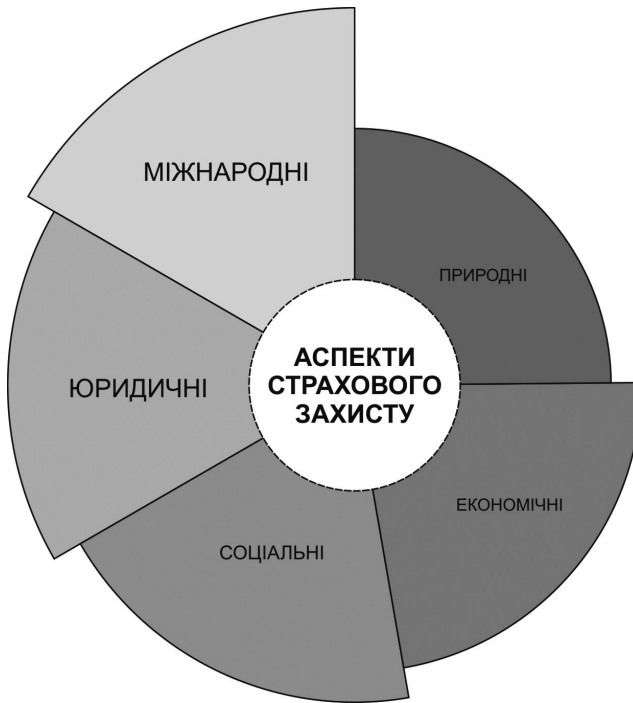 МІЖНАРОДНІ
ПРИРОДНІ
АСПЕКТИ
СТРАХОВОГО
ЗАХИСТУ
ЮРИДИЧНІ
ЕКОНОМІЧНІ
СОЦІАЛЬНІ